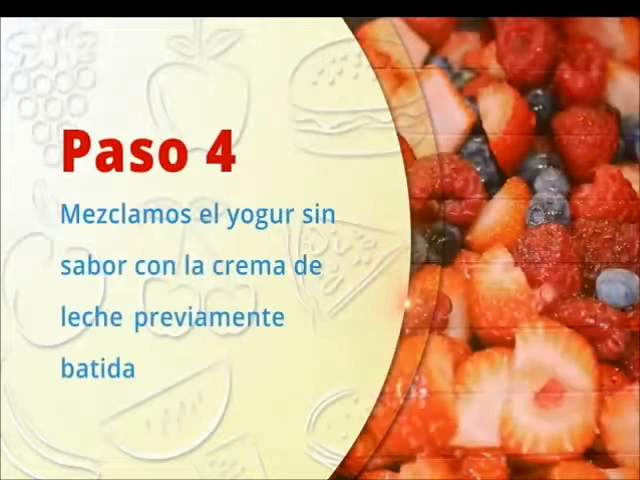 Paso 4
Mezclamos el yogur sin
sabor con la crema de
leche previamente
batida